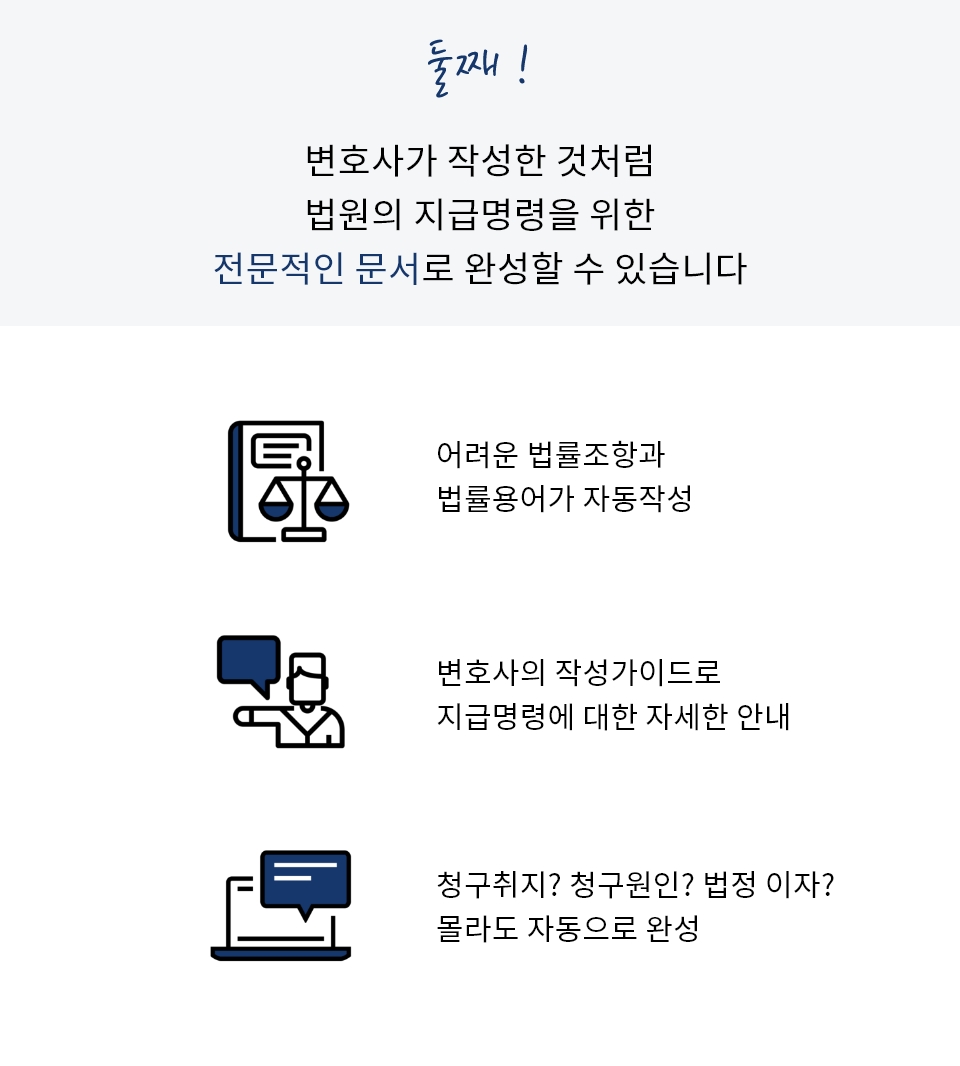 둘째 !
변호사가 작성한 것처럼
법원의 지급명령을 위한
전문적인 문서로 완성할 수 있습니다
어려운 법률조항과
법률용어가 자동작성
변호사의 작성가이드로
지급명령에 대한 자세한 안내
청구취지? 청구원인? 법정 이자?
몰라도 자동으로 완성